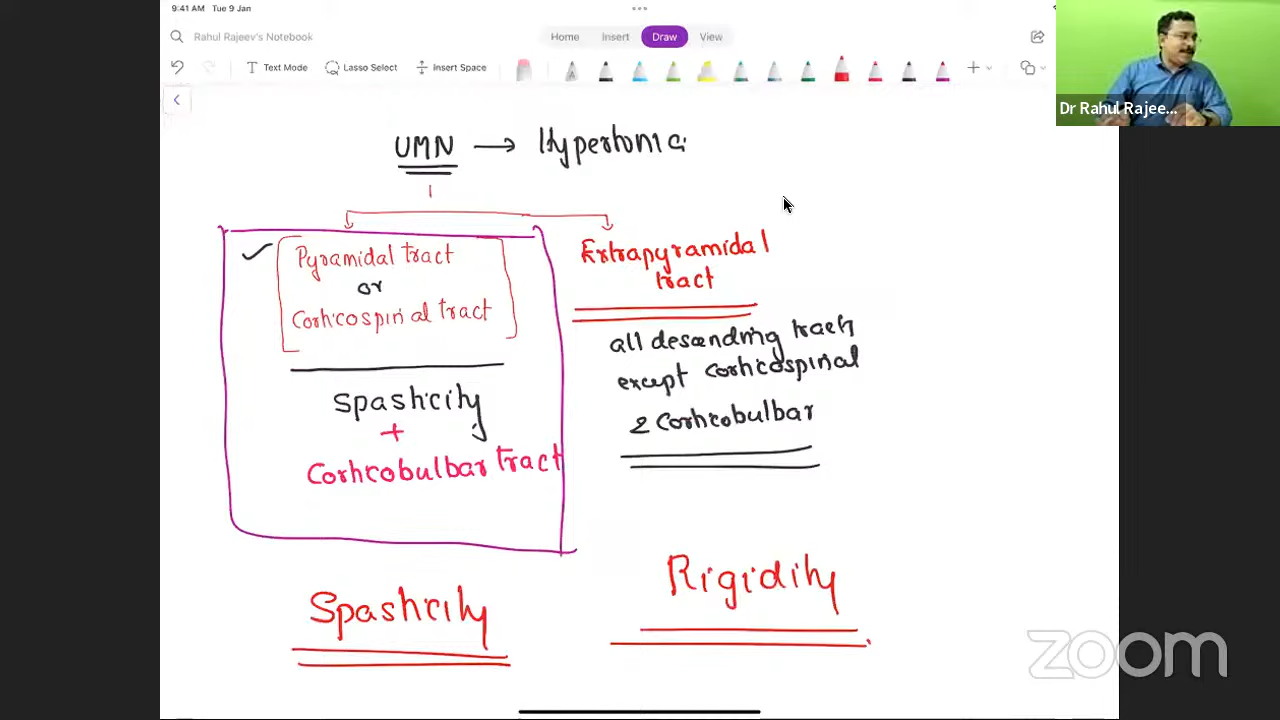 9:41 AM Tue 9 Jan
Rahul Rajeev's Notebook
Home Insert Draw View
Text Mode Lasso Select Insert Space
Dr Rahul Rajee...
UMN → Hypertonia
Pyramidal tract
or
Corticospinal tract
Spasticity
+
Corticobulbar tract
Extrapyramidal
tract
all desending tracts
except corticospinal
& Corticobulbar
Spasticity
Rigidity
zoom